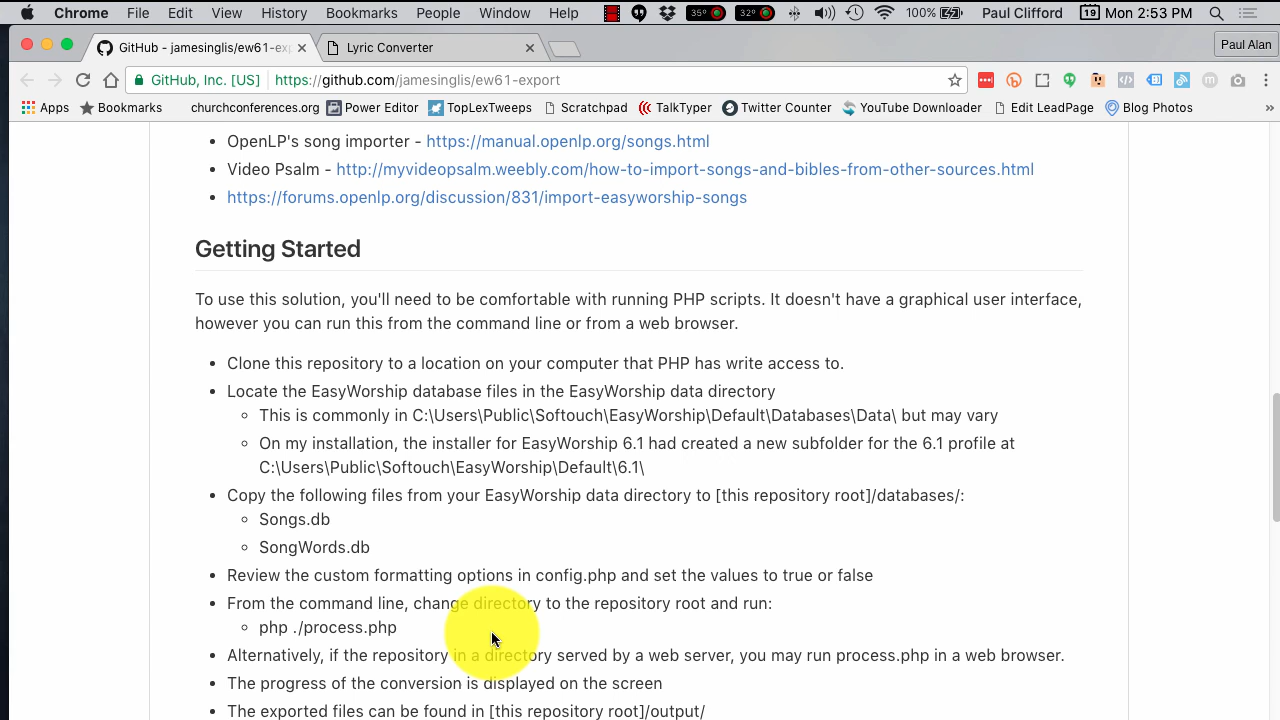 Chrome File Edit View History Bookmarks People Window Help 35° 32° 100% Paul Clifford 19 Mon 2:53 PM
GitHub - jamesinglis/ew61-exp Lyric Converter Paul Alan
GitHub, Inc. [US] https://github.com/jamesinglis/ew61-export
Apps Bookmarks churchconferences.org Power Editor TopLexTweeps Scratchpad TalkTyper Twitter Counter YouTube Downloader Edit LeadPage Blog Photos »
• OpenLP's song importer - https://manual.openlp.org/songs.html
• Video Psalm - http://myvideopsalm.weebly.com/how-to-import-songs-and-bibles-from-other-sources.html
• https://forums.openlp.org/discussion/831/import-easyworship-songs
Getting Started
To use this solution, you'll need to be comfortable with running PHP scripts. It doesn't have a graphical user interface,
however you can run this from the command line or from a web browser.
• Clone this repository to a location on your computer that PHP has write access to.
• Locate the EasyWorship database files in the EasyWorship data directory
◦ This is commonly in C:\Users\Public\Softouch\EasyWorship\Default\Databases\Data\ but may vary
◦ On my installation, the installer for EasyWorship 6.1 had created a new subfolder for the 6.1 profile at
C:\Users\Public\Softouch\EasyWorship\Default\6.1\
• Copy the following files from your EasyWorship data directory to [this repository root]/databases/:
◦ Songs.db
◦ SongWords.db
• Review the custom formatting options in config.php and set the values to true or false
• From the command line, change directory to the repository root and run:
◦ php ./process.php
• Alternatively, if the repository in a directory served by a web server, you may run process.php in a web browser.
• The progress of the conversion is displayed on the screen
• The exported files can be found in [this repository root]/output/